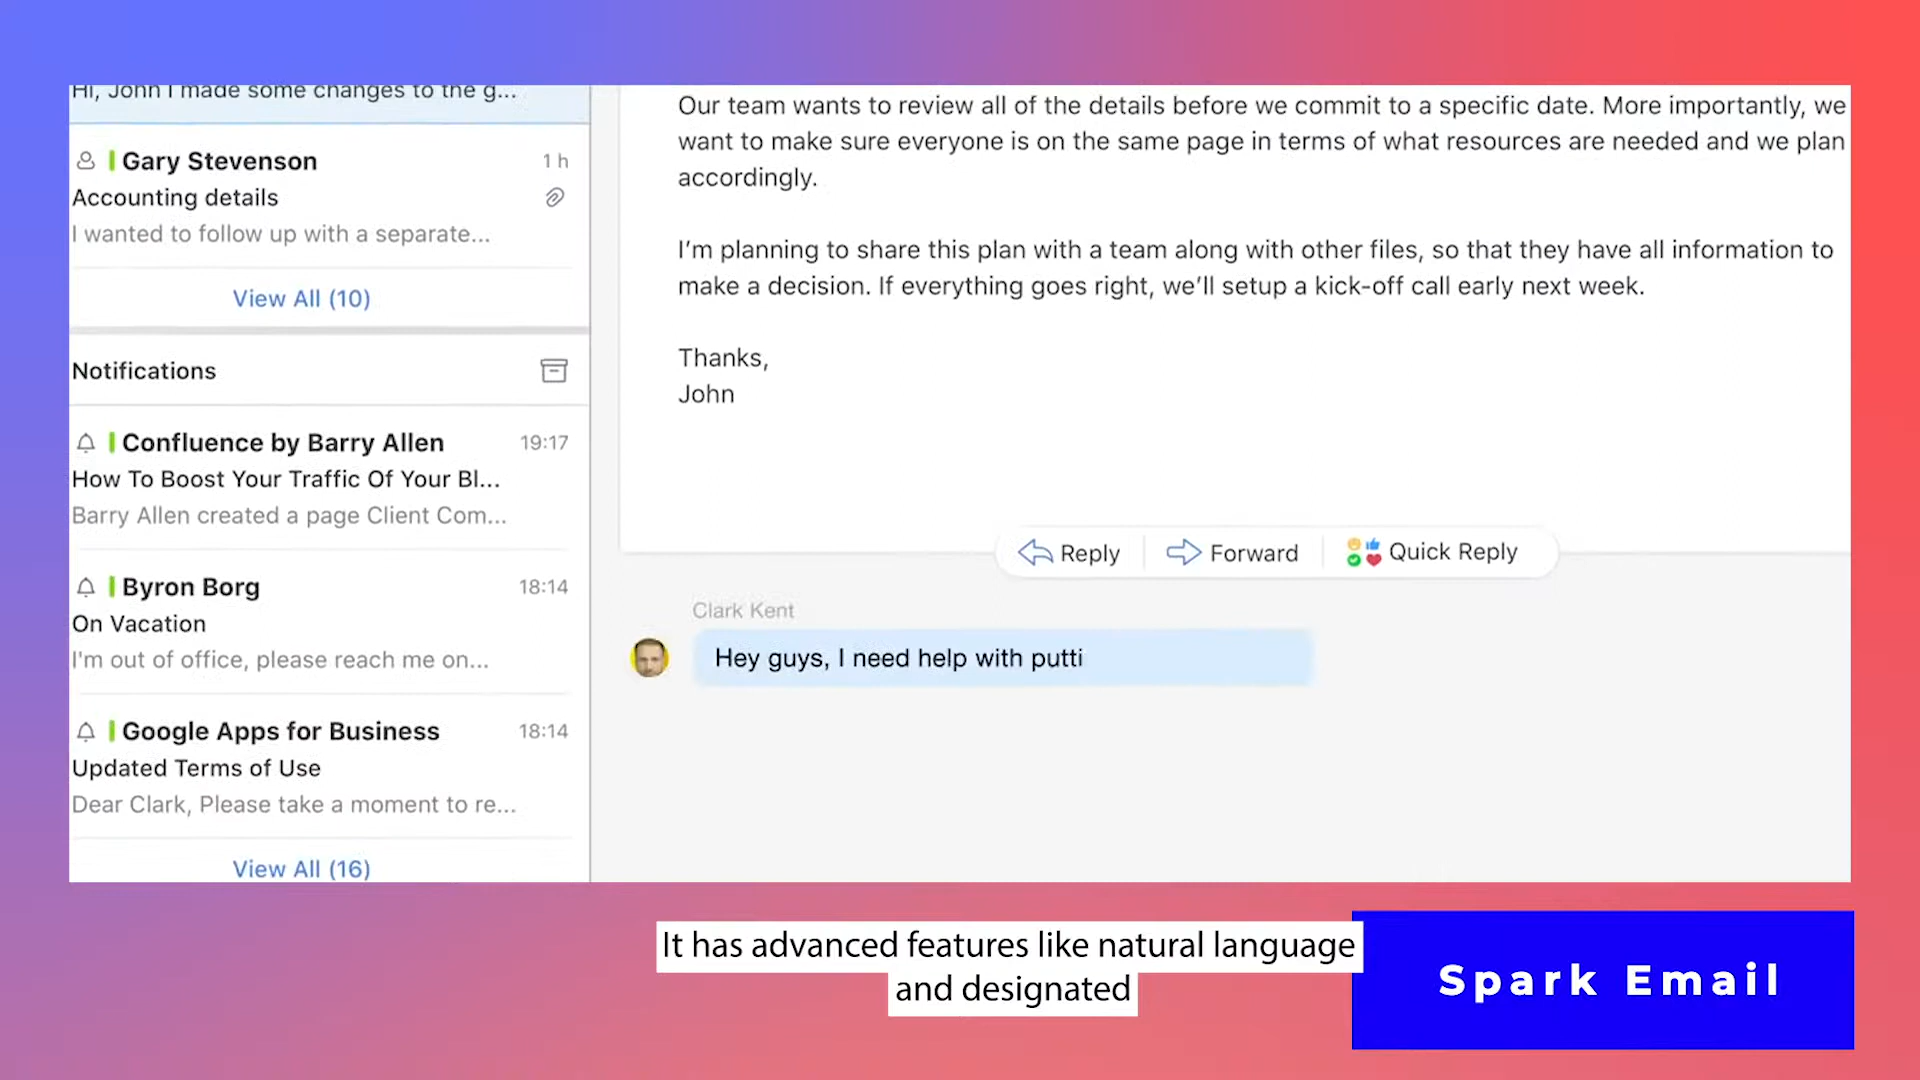 Hi, John I made some changes to the g...
Gary Stevenson 1 h
Accounting details
I wanted to follow up with a separate...
View All (10)
Notifications
Confluence by Barry Allen 19:17
How To Boost Your Traffic Of Your Bl...
Barry Allen created a page Client Com...
Byron Borg 18:14
On Vacation
I'm out of office, please reach me on...
Google Apps for Business 18:14
Updated Terms of Use
Dear Clark, Please take a moment to re...
View All (16)
Our team wants to review all of the details before we commit to a specific date. More importantly, we
want to make sure everyone is on the same page in terms of what resources are needed and we plan
accordingly.
I’m planning to share this plan with a team along with other files, so that they have all information to
make a decision. If everything goes right, we’ll setup a kick-off call early next week.
Thanks,
John
Reply Forward Quick Reply
Clark Kent
Hey guys, I need help with putti
It has advanced features like natural language
and designated
Spark Email